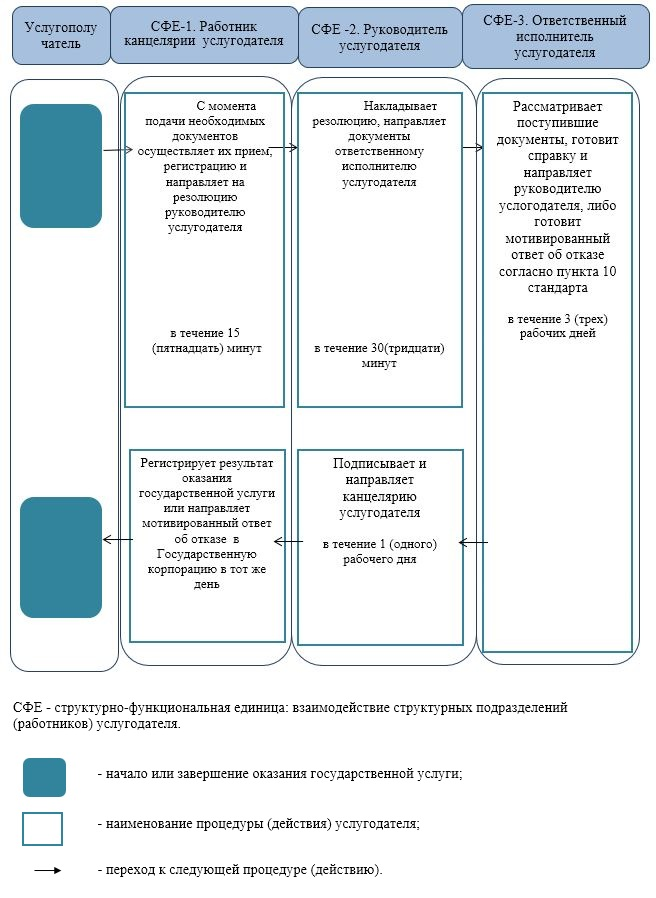 Услугополу
чатель
СФЕ-1. Работник
канцелярии услугодателя
СФЕ -2. Руководитель
услугодателя
СФЕ-3. Ответственный
исполнитель
услугодателя
С момента
подачи необходимых
документов
осуществляет их прием,
регистрацию и
направляет на
резолюцию
руководителю
услугодателя
в течение 15
(пятнадцать) минут
Накладывает
резолюцию, направляет
документы
ответственному
исполнителю
услугодателя
в течение 30(тридцати)
минут
Рассматривает
поступившие
документы, готовит
справку и
направляет
руководителю
услогодателя, либо
готовит
мотивированный
ответ об отказе
согласно пункта 10
стандарта
в течение 3 (трех)
рабочих дней
Регистрирует результат
оказания
государственной услуги
или направляет
мотивированный ответ
об отказе в
Государственную
корпорацию в тот же
день
Подписывает и
направляет
канцелярию
услугодателя
в течение 1 (одного)
рабочего дня
СФЕ - структурно-функциональная единица: взаимодействие структурных подразделений
(работников) услугодателя.
- начало или завершение оказания государственной услуги;
- наименование процедуры (действия) услугодателя;
- переход к следующей процедуре (действию).